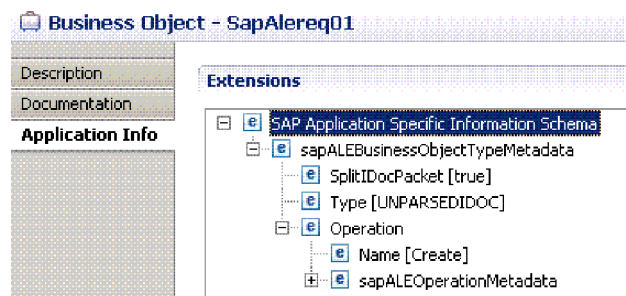 Business Object - SapAlereq01
Description
Documentation
Application Info
Extensions
SAP Application Specific Information Schema
sapALEBusinessObjectTypeMetadata
SplitIDocPacket [true]
Type [UNPARSEDIDOC]
Operation
Name [Create]
sapALEOperationMetadata